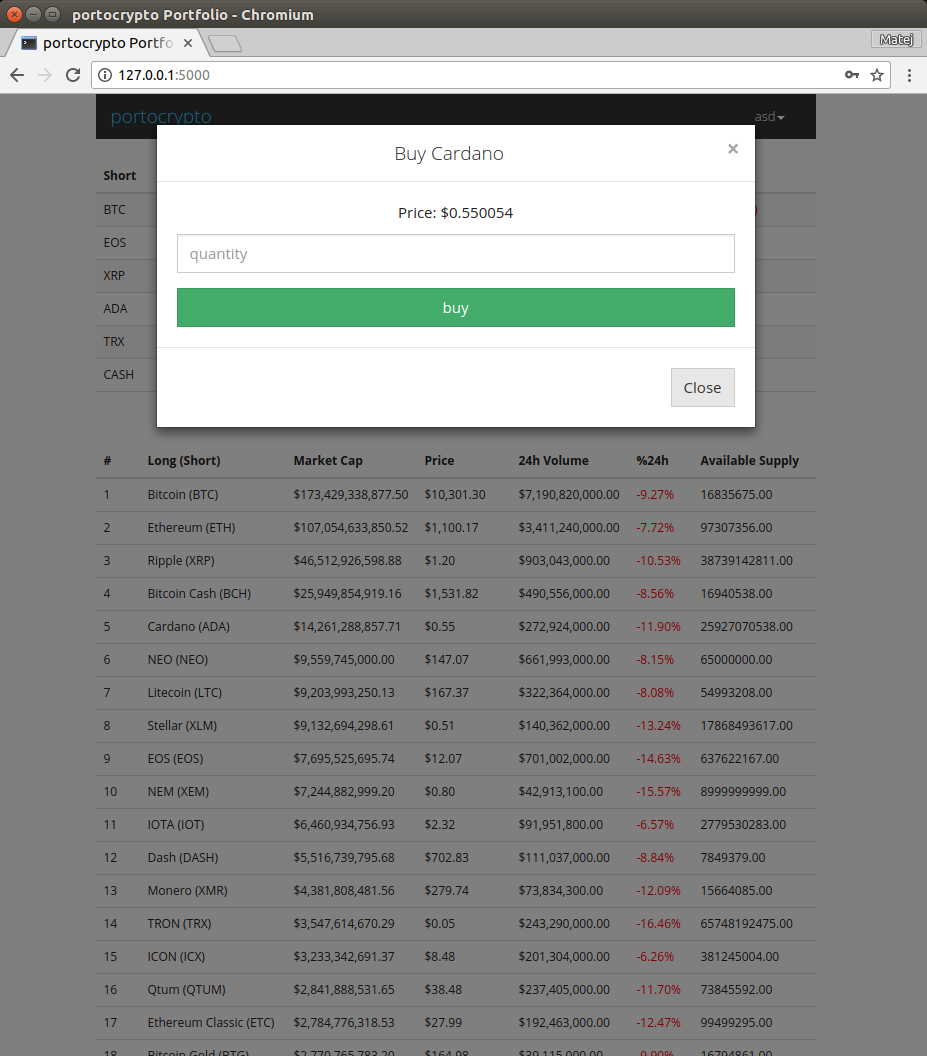 portocrypto Portfolio - Chromium
portocrypto Portfo
Matej
127.0.0.1:5000
portocrypto asd
Buy Cardano ×
Price: $0.550054
quantity
buy
Close
Short
BTC )
EOS
XRP
ADA
TRX
CASH
# Long (Short) Market Cap Price 24h Volume %24h Available Supply
1 Bitcoin (BTC) $173,429,338,877.50 $10,301.30 $7,190,820,000.00 -9.27% 16835675.00
2 Ethereum (ETH) $107,054,633,850.52 $1,100.17 $3,411,240,000.00 -7.72% 97307356.00
3 Ripple (XRP) $46,512,926,598.88 $1.20 $903,043,000.00 -10.53% 38739142811.00
4 Bitcoin Cash (BCH) $25,949,854,919.16 $1,531.82 $490,556,000.00 -8.56% 16940538.00
5 Cardano (ADA) $14,261,288,857.71 $0.55 $272,924,000.00 -11.90% 25927070538.00
6 NEO (NEO) $9,559,745,000.00 $147.07 $661,993,000.00 -8.15% 65000000.00
7 Litecoin (LTC) $9,203,993,250.13 $167.37 $322,364,000.00 -8.08% 54993208.00
8 Stellar (XLM) $9,132,694,298.61 $0.51 $140,362,000.00 -13.24% 17868493617.00
9 EOS (EOS) $7,695,525,695.74 $12.07 $701,002,000.00 -14.63% 637622167.00
10 NEM (XEM) $7,244,882,999.20 $0.80 $42,913,100.00 -15.57% 8999999999.00
11 IOTA (IOT) $6,460,934,756.93 $2.32 $91,951,800.00 -6.57% 2779530283.00
12 Dash (DASH) $5,516,739,795.68 $702.83 $111,037,000.00 -8.84% 7849379.00
13 Monero (XMR) $4,381,808,481.56 $279.74 $73,834,300.00 -12.09% 15664085.00
14 TRON (TRX) $3,547,614,670.29 $0.05 $243,290,000.00 -16.46% 65748192475.00
15 ICON (ICX) $3,233,342,691.37 $8.48 $201,304,000.00 -6.26% 381245004.00
16 Qtum (QTUM) $2,841,888,531.65 $38.48 $237,405,000.00 -11.70% 73845592.00
17 Ethereum Classic (ETC) $2,784,776,318.53 $27.99 $192,463,000.00 -12.47% 99499295.00
18 Bitcoin Gold (BTG) $2,770,765,783.20 $164.98 $39,115,000.00 -9.90% 16794861.00